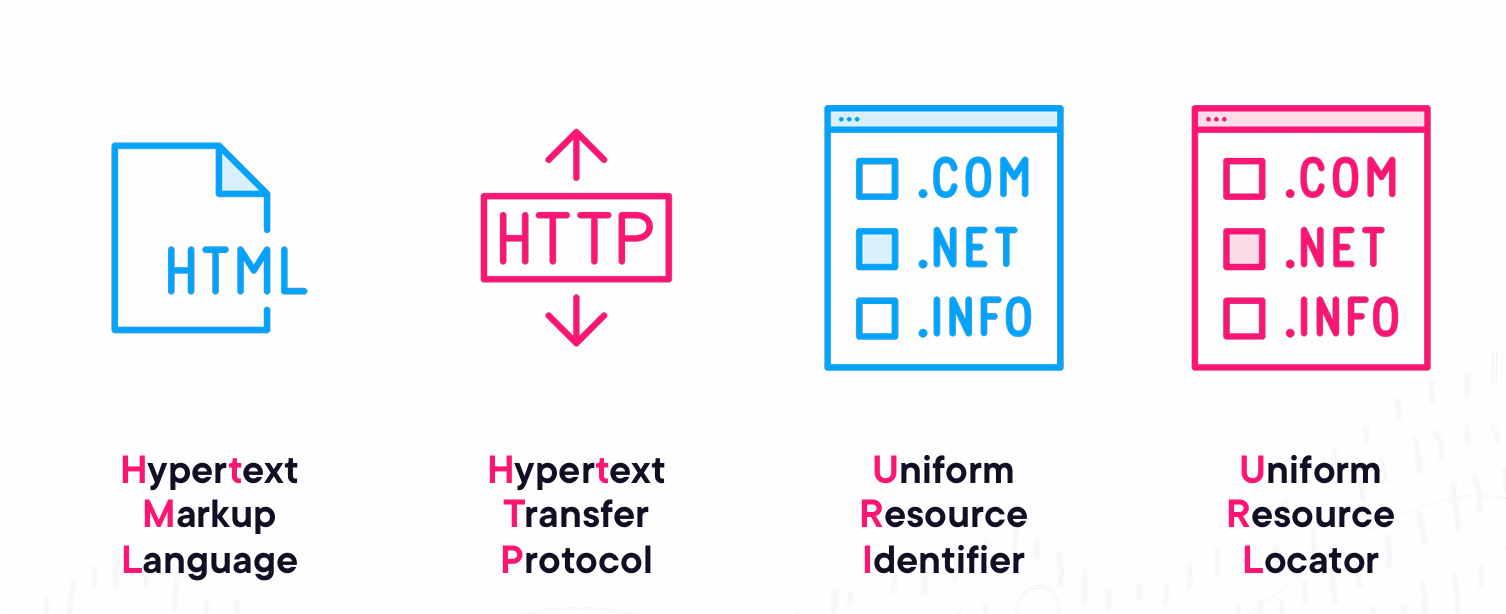 HTML
HTTP
.COM
.NET
.INFO
.COM
.NET
.INFO
Hypertext
Markup
Language
Hypertext
Transfer
Protocol
Uniform
Resource
Identifier
Uniform
Resource
Locator